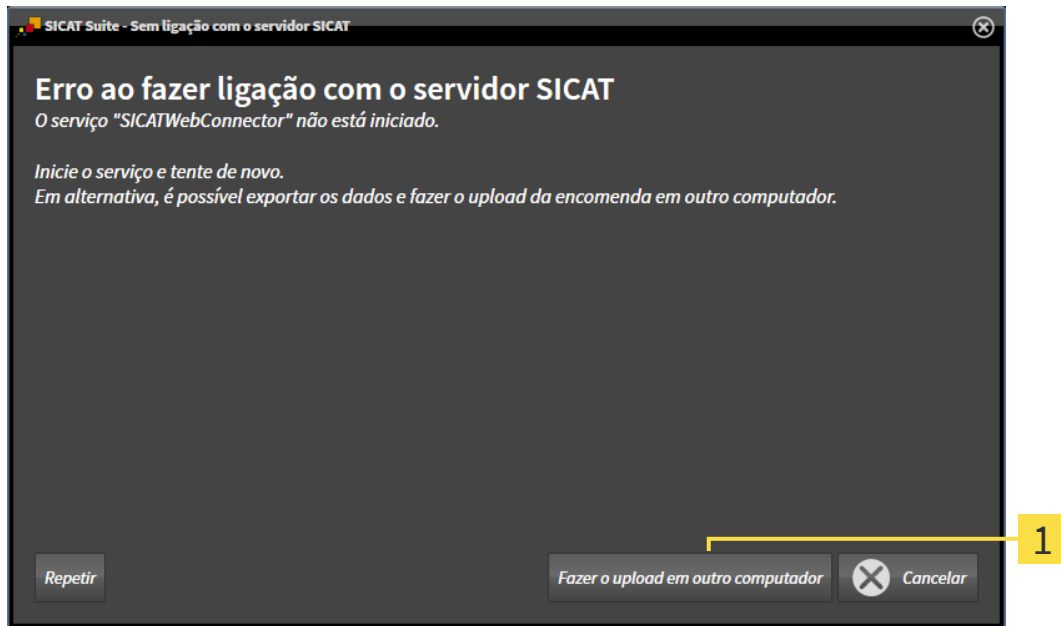 SICAT Suite - Sem ligação com o servidor SICAT
Erro ao fazer ligação com o servidor SICAT
O serviço "SICATWebConnector" não está iniciado.
Inicie o serviço e tente de novo.
Em alternativa, é possível exportar os dados e fazer o upload da encomenda em outro computador.
1
Repetir
Fazer o upload em outro computador
Cancelar